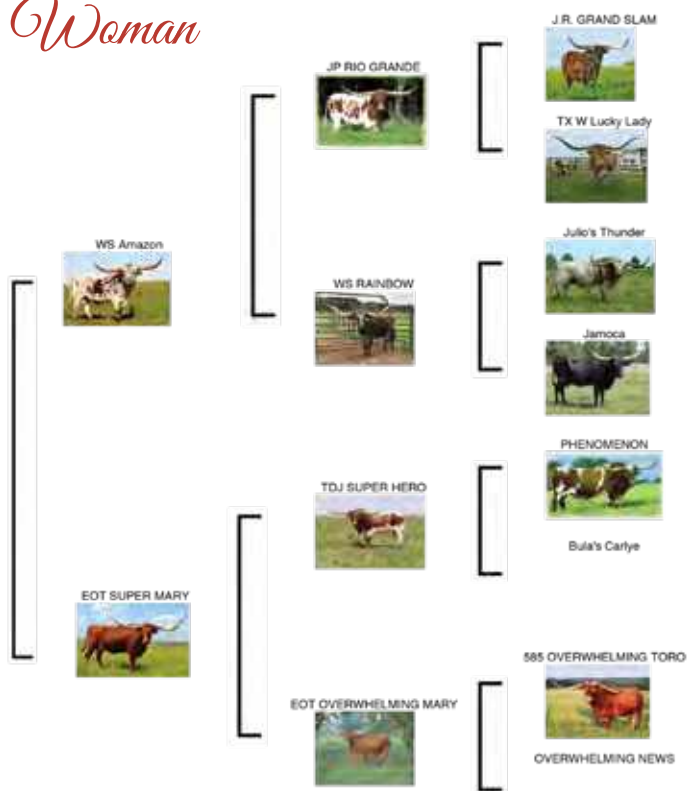 Woman
J.R. GRAND SLAM
JP RIO GRANDE
TX W Lucky Lady
Julio's Thunder
WS Amazon
WS RAINBOW
Jamoca
PHENOMENON
TDJ SUPER HERO
Bula's Carlye
EOT SUPER MARY
585 OVERWHELMING TORO
EOT OVERWHELMING MARY
OVERWHELMING NEWS